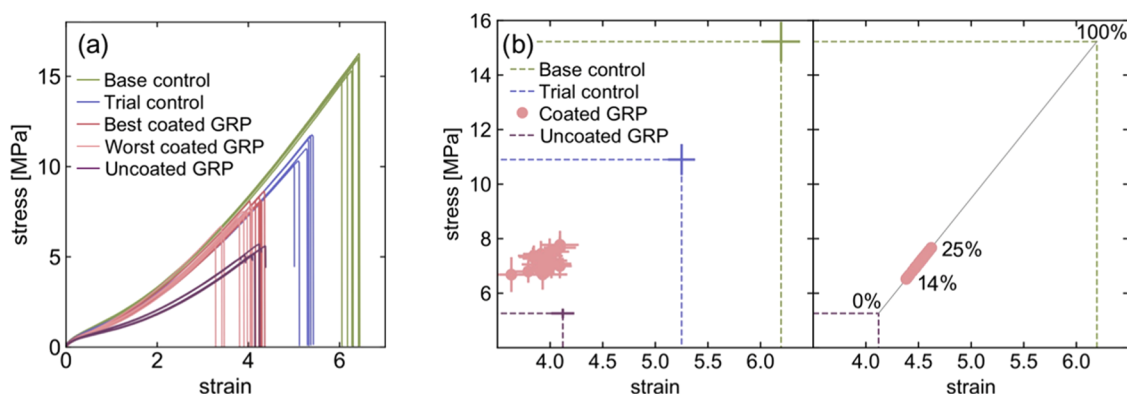 (a)
Base control
Trial control
Best coated GRP
Worst coated GRP
Uncoated GRP
stress [MPa]
15
10
5
0
0
2
4
6
strain
(b)
Base control
Trial control
Coated GRP
Uncoated GRP
stress [MPa]
16
14
12
10
8
6
4.0
4.5
5.0
5.5
6.0
strain
100%
25%
14%
0%
4.0
4.5
5.0
5.5
6.0
strain